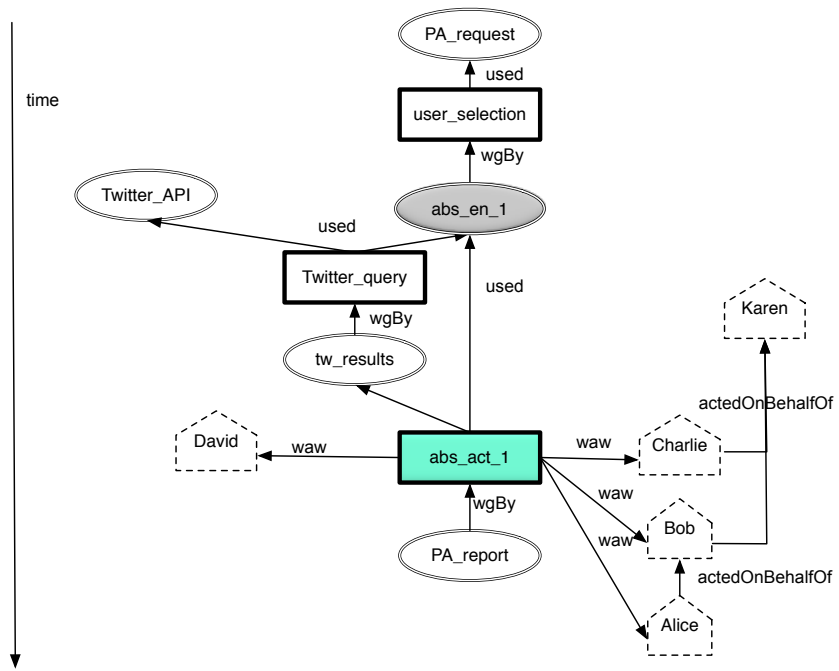 PA_request
used
time
user_selection
wgBy
Twitter_API
abs_en_1
used
Twitter_query
used
Karen
wgBy
tw_results
actedOnBehalfOf
David
waw
abs_act_1
waw
Charlie
wgBy
waw
Bob
waw
PA_report
actedOnBehalfOf
Alice